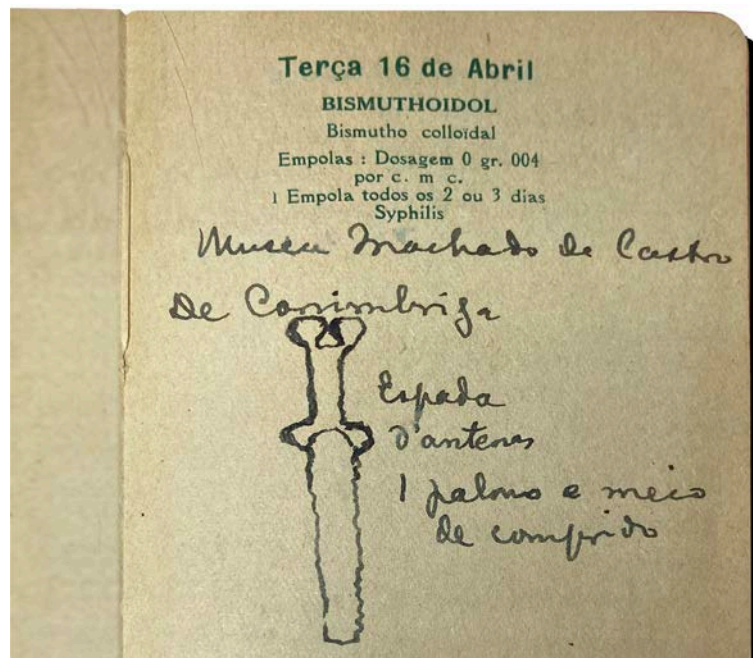 Terça 16 de Abril
BISMUTHOIDOL
Bismutho colloïdal
Empolas : Dosagem 0 gr. 004
por c. m c.
1 Empola todos os 2 ou 3 dias
Syphilis
Museu Machado de Castro
De Conimbriga
Espada
d'antenas
1 palmo e meio
de comprido